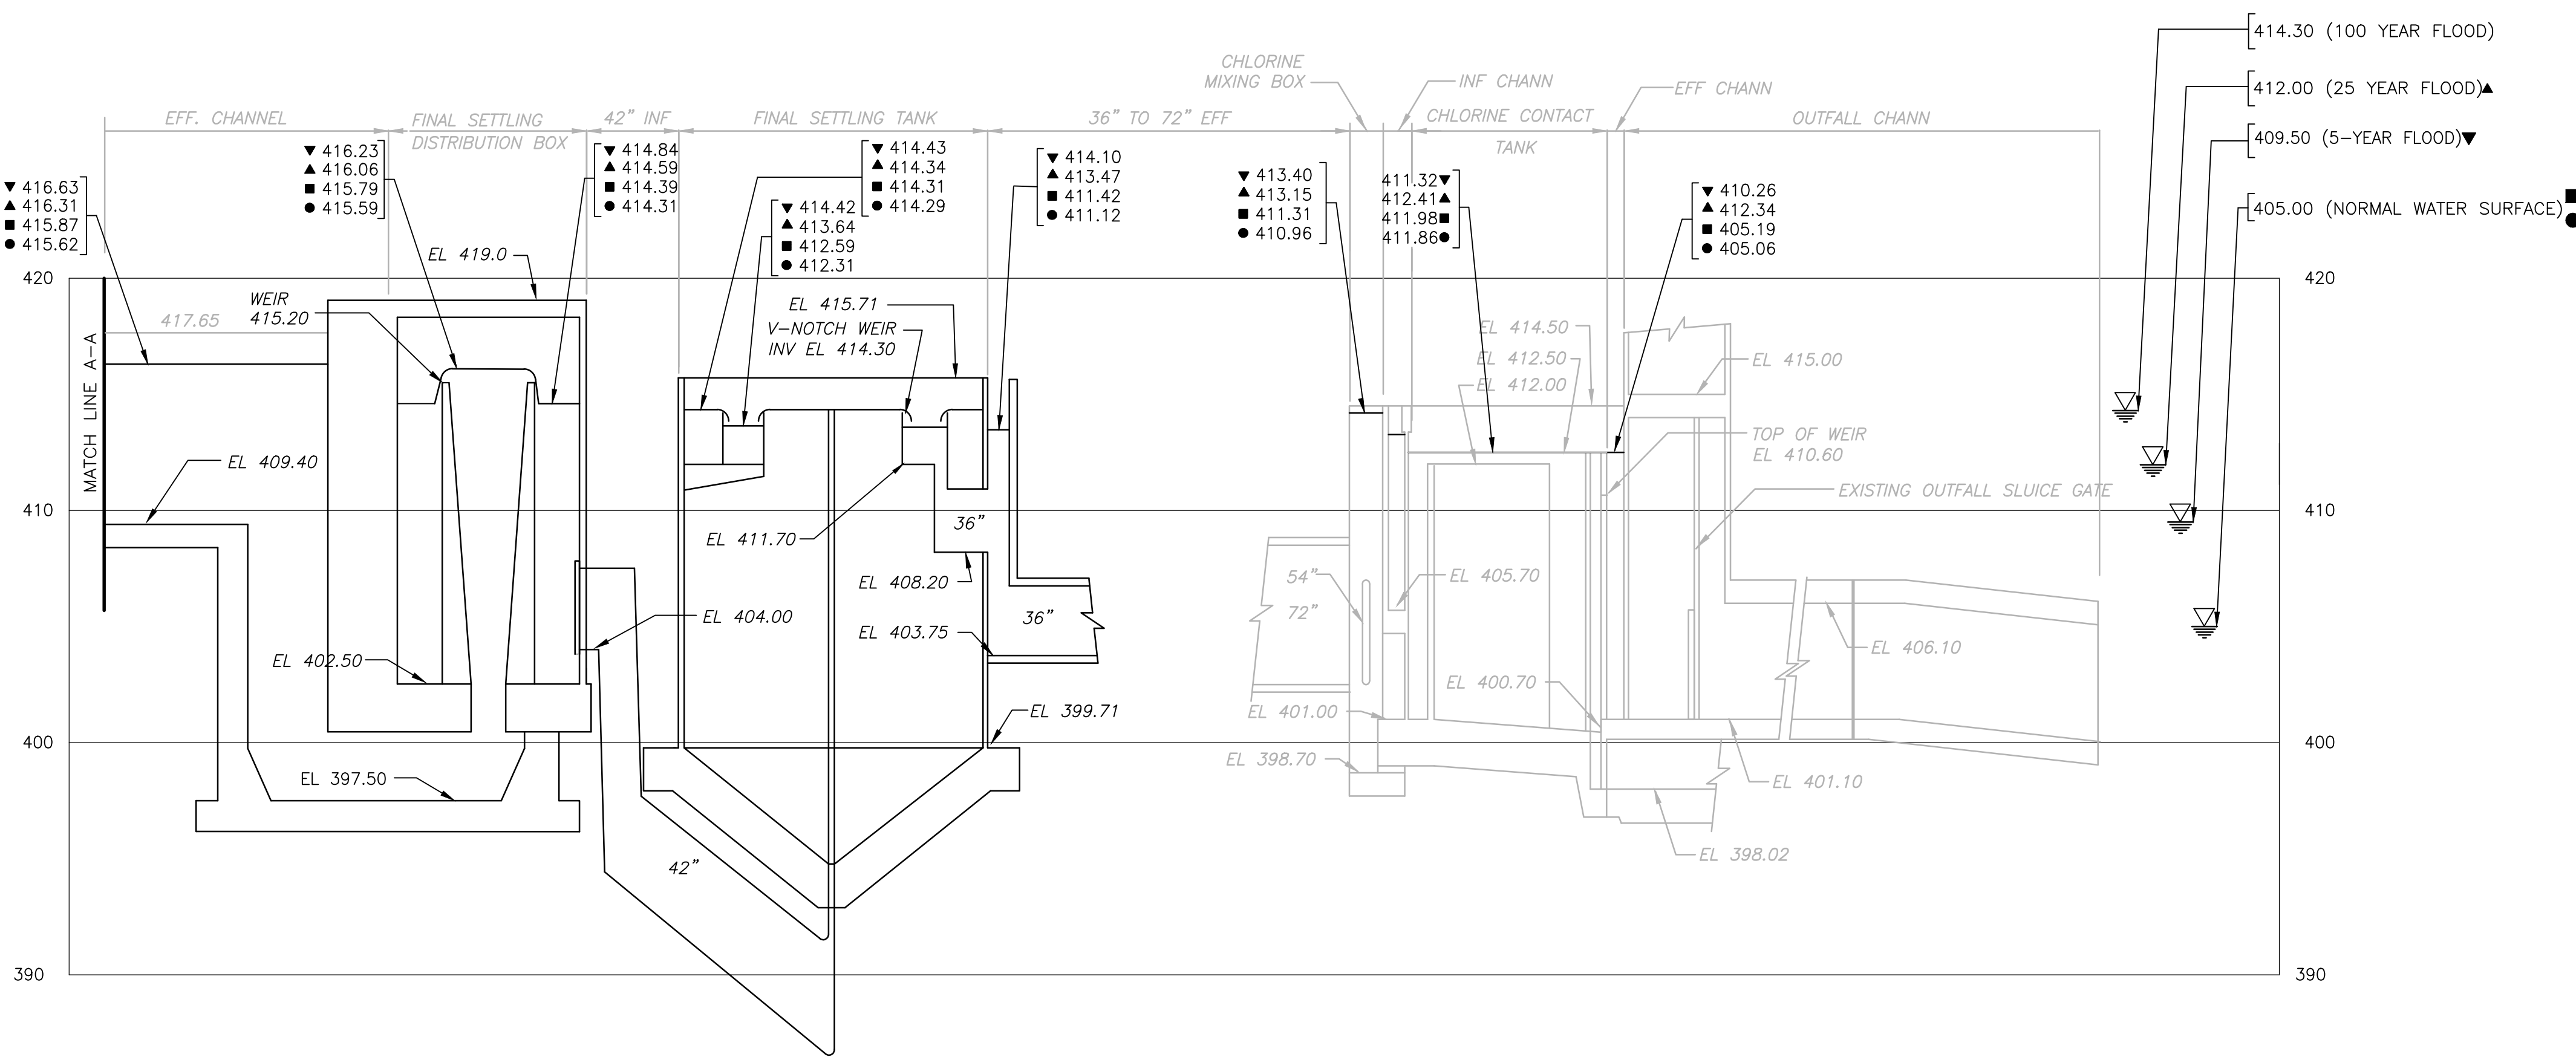 414.30 (100 YEAR FLOOD)
412.00 (25 YEAR FLOOD)▲
409.50 (5-YEAR FLOOD)▼
405.00 (NORMAL WATER SURFACE)■
●
CHLORINE
MIXING BOX
INF CHANN
EFF CHANN
EFF. CHANNEL
FINAL SETTLING
DISTRIBUTION BOX
42" INF
FINAL SETTLING TANK
36" TO 72" EFF
CHLORINE CONTACT
TANK
OUTFALL CHANN
▼ 416.63
▲ 416.31
■ 415.87
● 415.62
▼ 416.23
▲ 416.06
■ 415.79
● 415.59
▼ 414.84
▲ 414.59
■ 414.39
● 414.31
▼ 414.42
▲ 413.64
■ 412.59
● 412.31
▼ 414.43
▲ 414.34
■ 414.31
● 414.29
▼ 414.10
▲ 413.47
■ 411.42
● 411.12
▼ 413.40
▲ 413.15
■ 411.31
● 410.96
411.32▼
412.41▲
411.98■
411.86●
▼ 410.26
▲ 412.34
■ 405.19
● 405.06
420
420
EL 419.0
WEIR
415.20
417.65
MATCH LINE A-A
EL 415.71
V-NOTCH WEIR
INV EL 414.30
EL 414.50
EL 412.50
EL 412.00
EL 415.00
TOP OF WEIR
EL 410.60
EL 409.40
EXISTING OUTFALL SLUICE GATE
410
410
36"
EL 411.70
EL 408.20
54"
72"
EL 405.70
EL 404.00
36"
EL 403.75
EL 402.50
EL 406.10
EL 400.70
EL 401.00
EL 399.71
400
400
EL 397.50
EL 398.70
EL 401.10
42"
EL 398.02
390
390